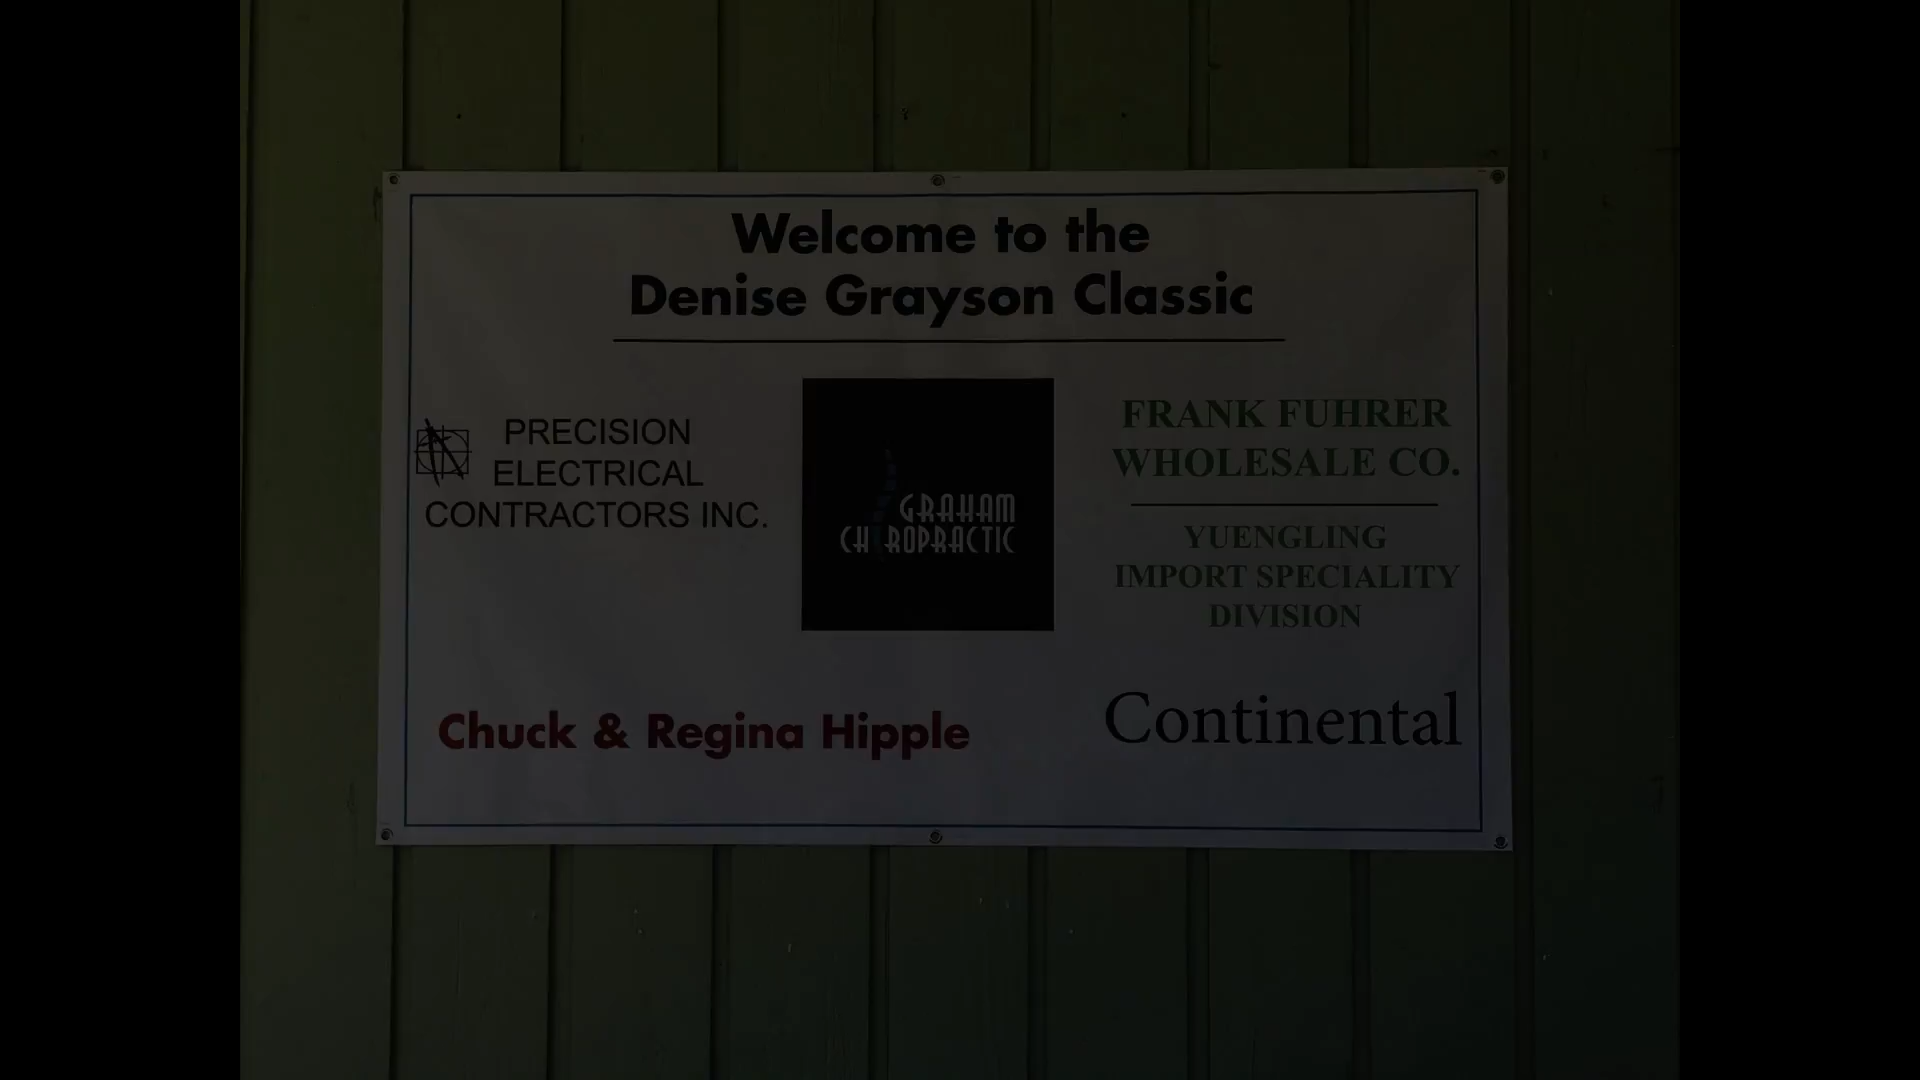 Welcome to the
Denise Grayson Classic
PRECISION
ELECTRICAL
CONTRACTORS INC.
GRAHAM
CHIROPRACTIC
FRANK FUHRER
WHOLESALE CO.
YUENGLING
IMPORT SPECIALITY
DIVISION
Chuck & Regina Hipple
Continental